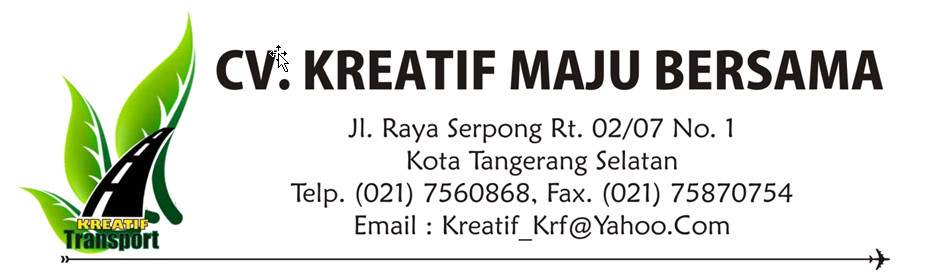 CV. KREATIF MAJU BERSAMA
Jl. Raya Serpong Rt. 02/07 No. 1
Kota Tangerang Selatan
Telp. (021) 7560868, Fax. (021) 75870754
Email : Kreatif_Krf@Yahoo.Com
KREATIF
Transport